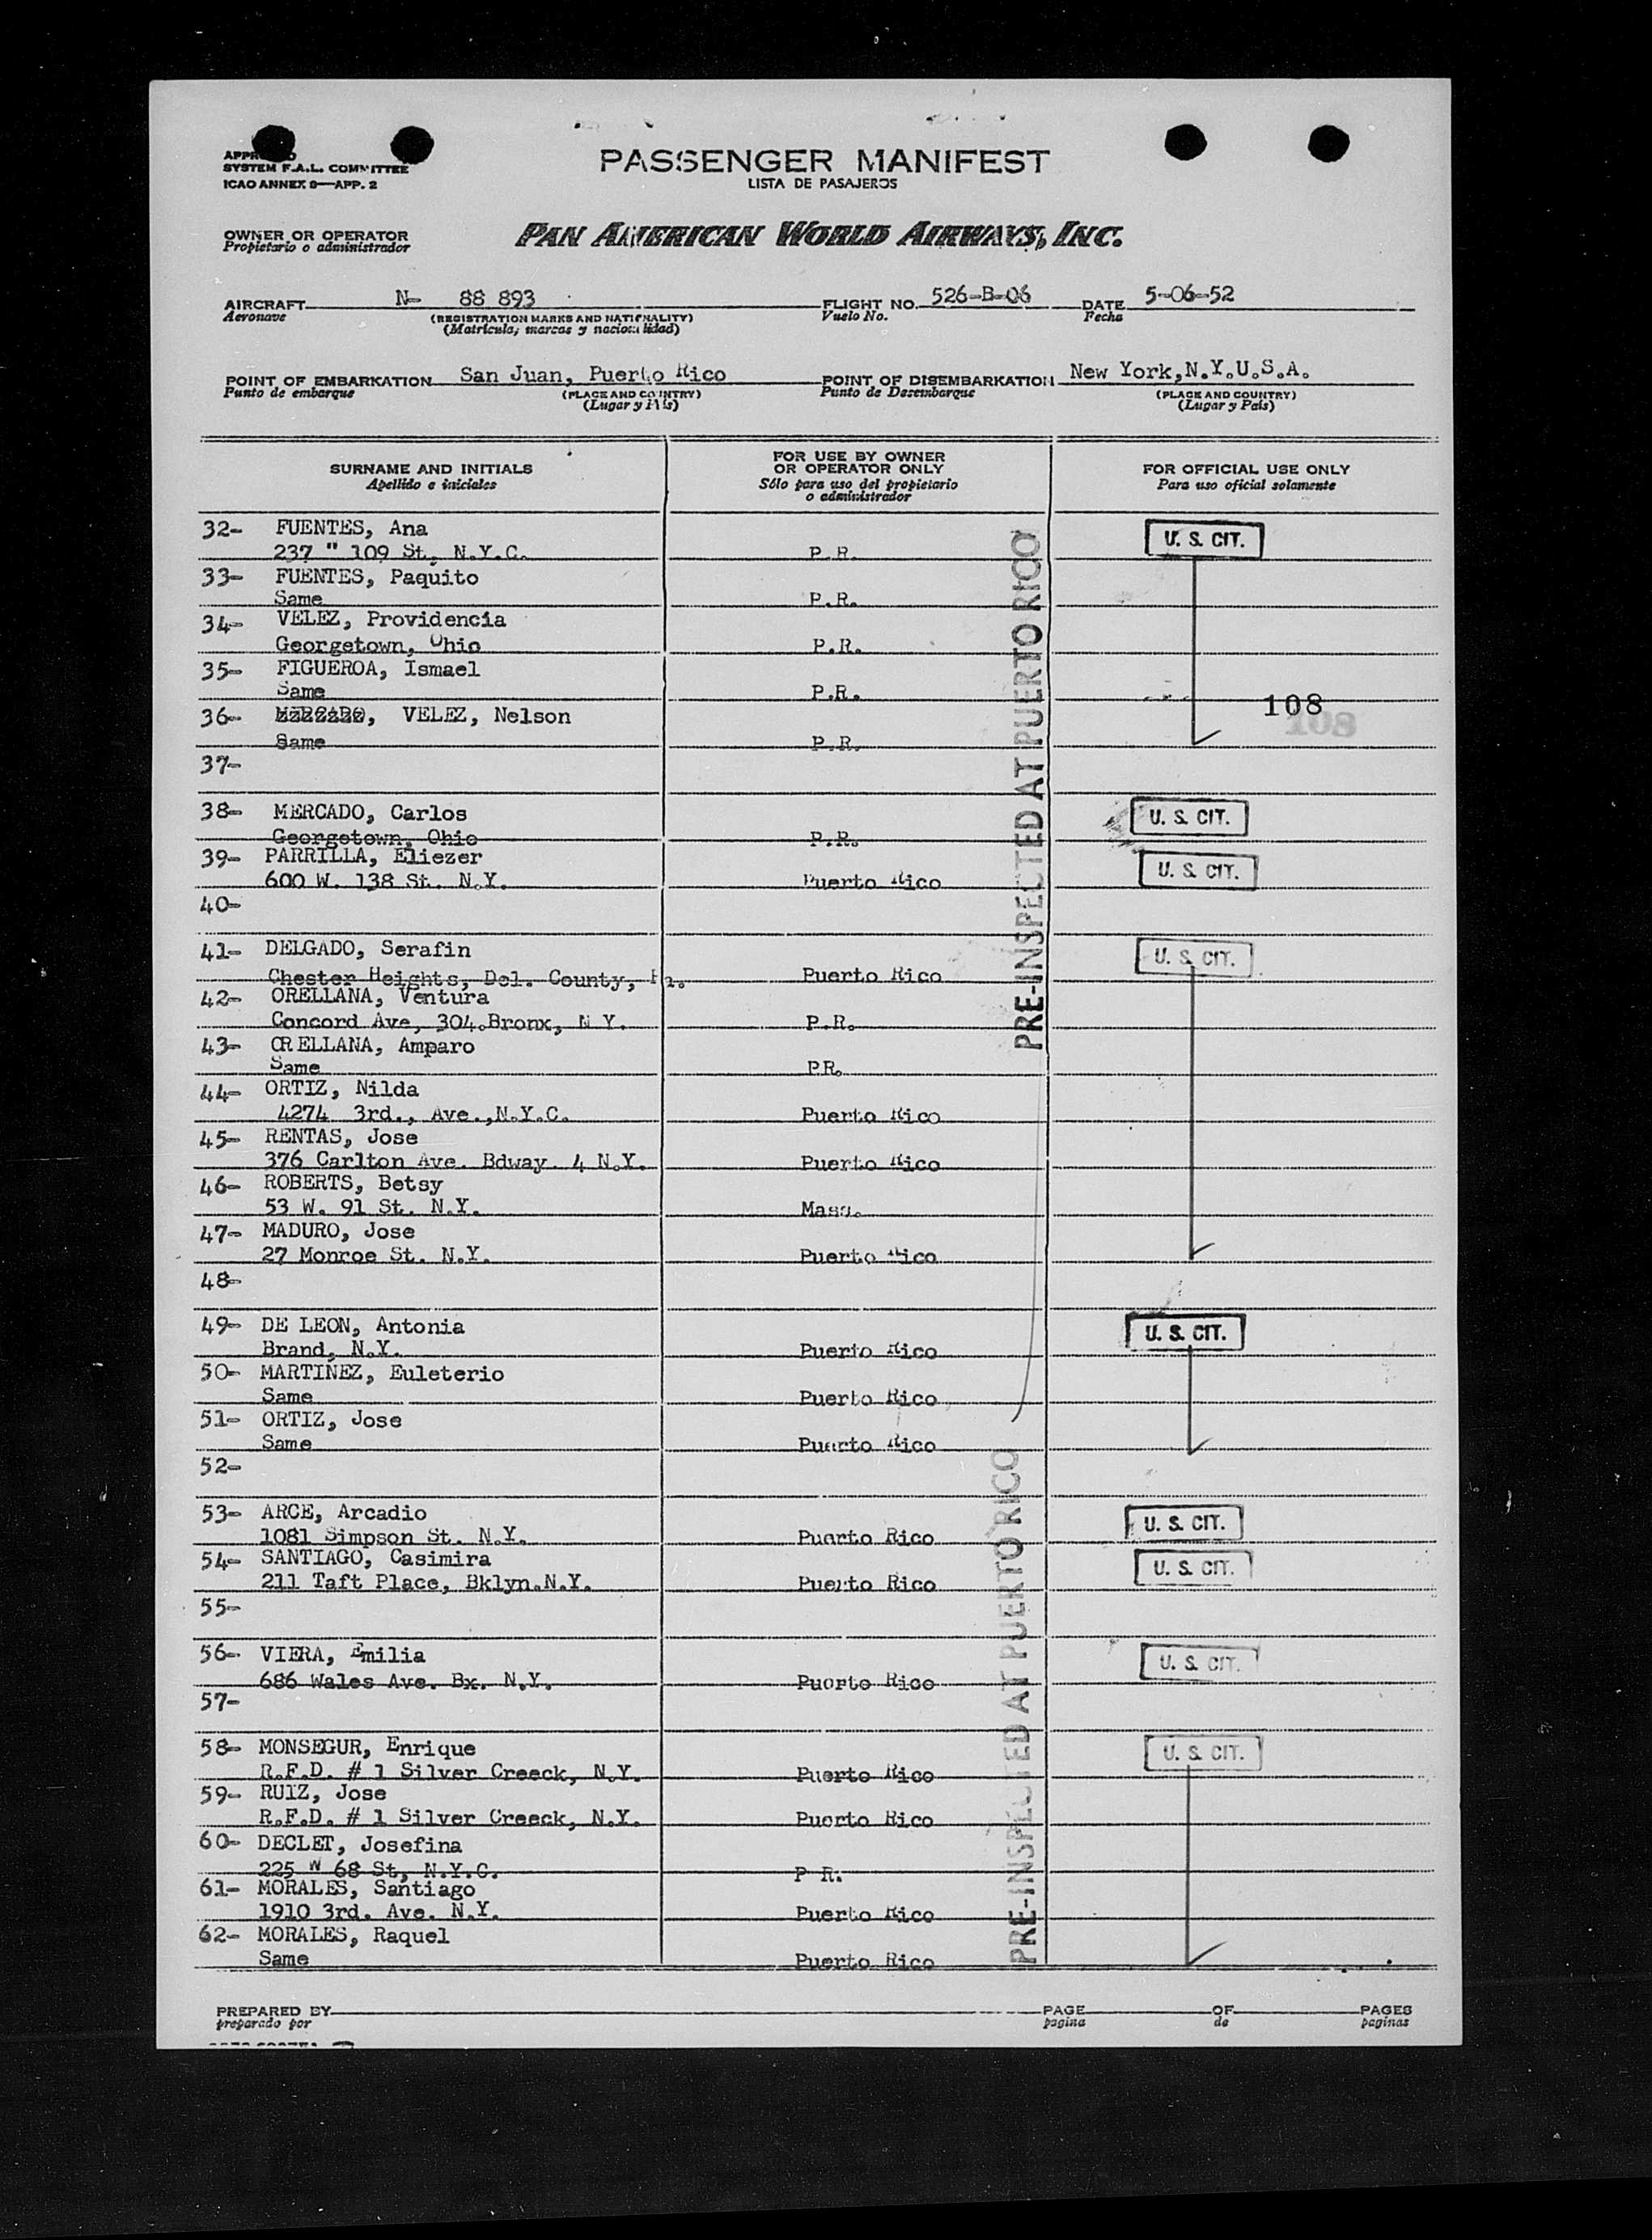 SYSTEM F.A.L. COMMITTEE
ICAO ANNEX 9—APP. 2
PASSENGER MANIFEST
LISTA DE PASAJEROS
OWNER OR OPERATOR
Propietario o administrador
PAN AMERICAN WORLD AIRWAYS, INC.
AIRCRAFT N- 88 893 FLIGHT NO. 526-B-06 DATE 5-06-52
Aeronave (REGISTRATION MARKS AND NATIONALITY) Vuelo No. Fecha
(Matricula; marcas y nacionalidad)
POINT OF EMBARKATION San Juan, Puerto Rico POINT OF DISEMBARKATION New York,N.Y.U.S.A.
Punto de embarque (PLACE AND COUNTRY) Punto de Desembarque (PLACE AND COUNTRY)
(Lugar y País) (Lugar y País)
SURNAME AND INITIALS
Apellido e iniciales
FOR USE BY OWNER
OR OPERATOR ONLY
Sólo para uso del propietario
o administrador
FOR OFFICIAL USE ONLY
Para uso oficial solamente
32- FUENTES, Ana U. S. CIT.
237 " 109 St, N.Y.C. P.R.
33- FUENTES, Paquito
Same P.R.
34- VELEZ, Providencia
Georgetown, Ohio P.R.
35- FIGUEROA, Ismael
Same P.R.
36- VELEZ, Nelson 108
108
Same P.R.
37-
38- MERCADO, Carlos U. S. CIT.
Georgetown, Ohio P.R.
39- PARRILLA, Eliezer U. S. CIT.
600 W. 138 St. N.Y. Puerto Rico
40-
41- DELGADO, Serafin U. S. CIT.
Chester Heights, Del. County, Pa. Puerto Rico
42- ORELLANA, Ventura
Concord Ave, 304.Bronx, N Y. P.R.
43- ORELLANA, Amparo
Same PR.
44- ORTIZ, Nilda
4274 3rd., Ave.,N.Y.C. Puerto Rico
45- RENTAS, Jose
376 Carlton Ave. Bdway. 4 N.Y. Puerto Rico
46- ROBERTS, Betsy
53 W. 91 St. N.Y. Mass.
47- MADURO, Jose
27 Monroe St. N.Y. Puerto Rico
48-
49- DE LEON, Antonia U. S. CIT.
Brand, N.Y. Puerto Rico
50- MARTINEZ, Euleterio
Same Puerto Rico
51- ORTIZ, Jose
Same Puerto Rico
52-
53- ARCE, Arcadio U. S. CIT.
1081 Simpson St. N.Y. Puerto Rico
54- SANTIAGO, Casimira U. S. CIT.
211 Taft Place, Bklyn.N.Y. Puerto Rico
55-
56- VIERA, Emilia U. S. CIT.
686 Wales Ave. Bx. N.Y. Puerto Rico
57-
58- MONSEGUR, Enrique U. S. CIT.
R.F.D. # 1 Silver Creeck, N.Y. Puerto Rico
59- RUIZ, Jose
R.F.D. # 1 Silver Creeck, N.Y. Puerto Rico
60- DECLET, Josefina
225 W 68 St, N.Y.C. P R.
61- MORALES, Santiago
1910 3rd. Ave. N.Y. Puerto Rico
62- MORALES, Raquel
Same Puerto Rico
PRE-INSPECTED AT PUERTO RICO
PRE-INSPECTED AT PUERTO RICO
PREPARED BY PAGE OF PAGES
preparado por pagina de paginas